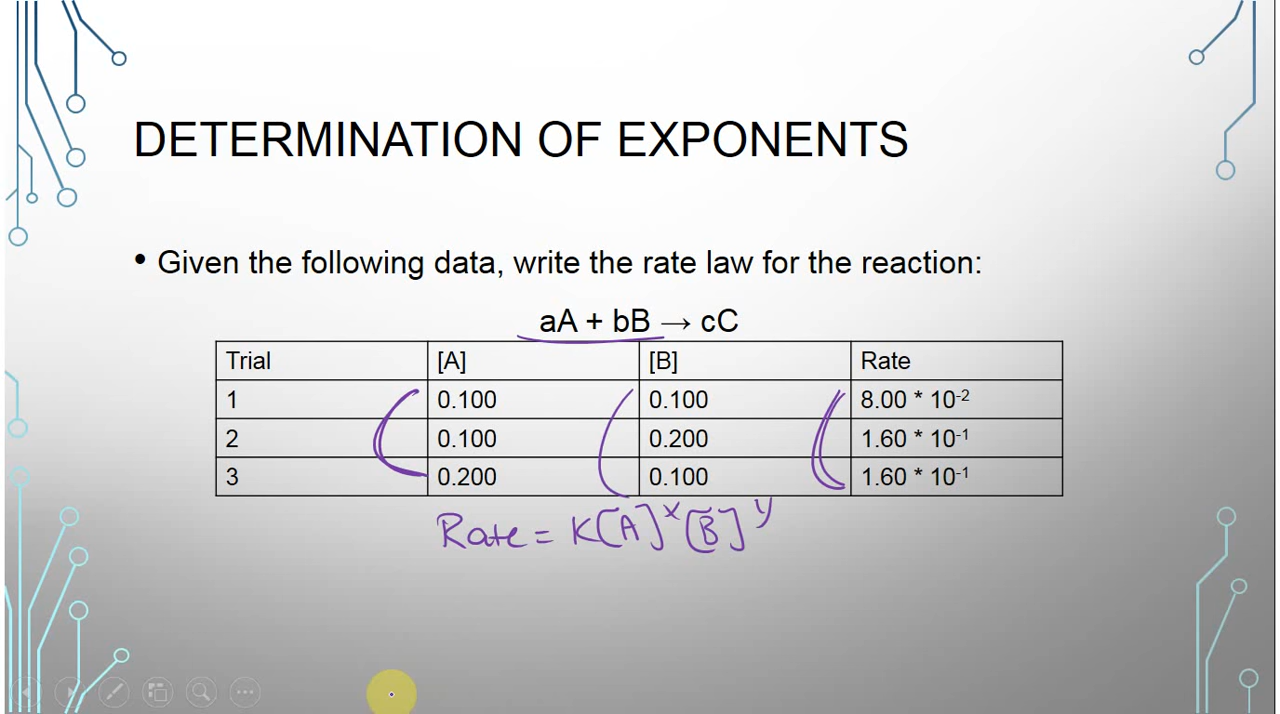 DETERMINATION OF EXPONENTS
• Given the following data, write the rate law for the reaction:
aA + bB → cC
Trial [A] [B] Rate
1 0.100 0.100 8.00 * 10⁻²
2 0.100 0.200 1.60 * 10⁻¹
3 0.200 0.100 1.60 * 10⁻¹
Rate = K[A]ˣ[B]ʸ